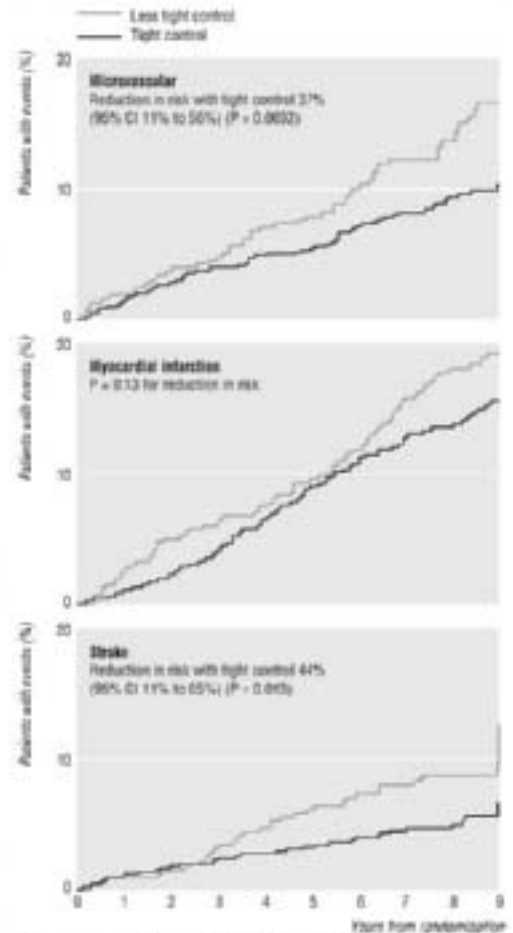 Less tight control
Tight control
Patients with events (%)
20
10
0
Microvascular
Reduction in risk with tight control 37%
(95% CI 11% to 56%) (P = 0.0092)
Patients with events (%)
20
10
0
Myocardial infarction
P = 0.13 for reduction in risk
Patients with events (%)
20
10
0
Stroke
Reduction in risk with tight control 44%
(95% CI 11% to 65%) (P = 0.013)
0 1 2 3 4 5 6 7 8 9
Years from randomisation